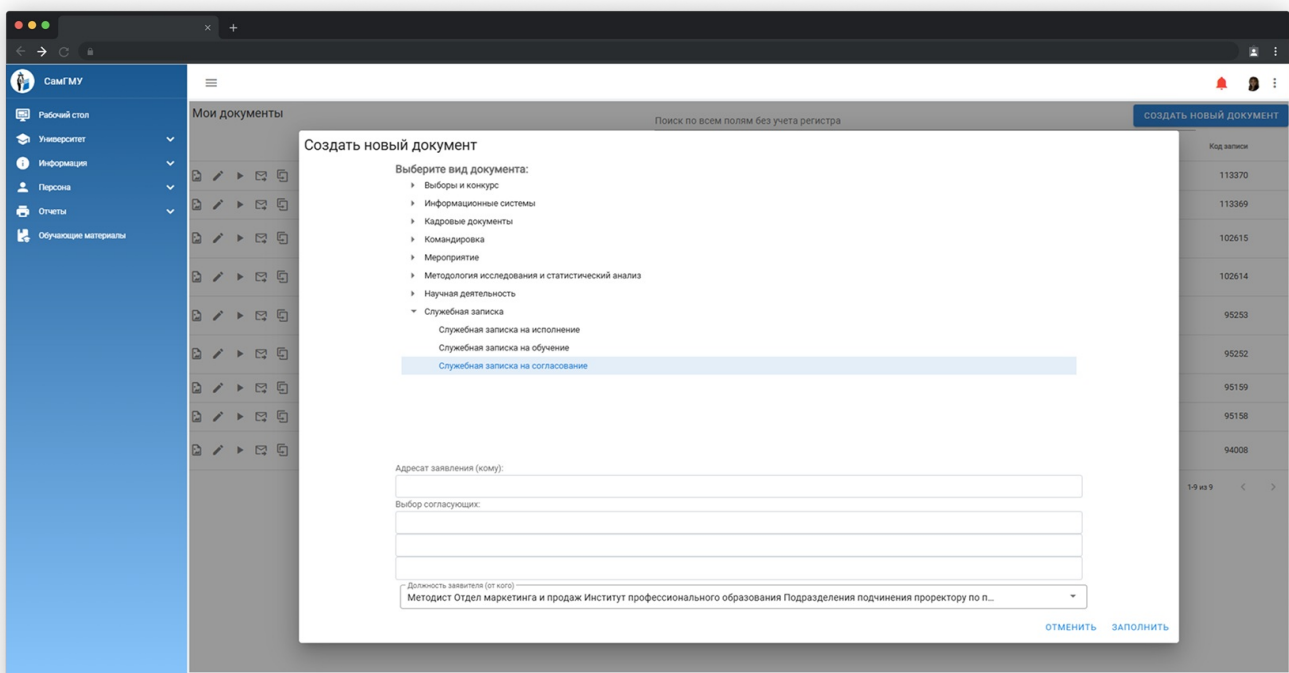 СамГМУ
Рабочий стол
Университет
Информация
Персона
Отчеты
Обучающие материалы
Мои документы
Поиск по всем полям без учета регистра
СОЗДАТЬ НОВЫЙ ДОКУМЕНТ
Код записи
113370
113369
102615
102614
95253
95252
95159
95158
94008
1-9 из 9
Создать новый документ
Выберите вид документа:
Выборы и конкурс
Информационные системы
Кадровые документы
Командировка
Мероприятие
Методология исследования и статистический анализ
Научная деятельность
Служебная записка
Служебная записка на исполнение
Служебная записка на обучение
Служебная записка на согласование
Адресат заявления (кому):
Выбор согласующих:
Должность заявителя (от кого)
Методист Отдел маркетинга и продаж Институт профессионального образования Подразделения подчинения проректору по п...
ОТМЕНИТЬ ЗАПОЛНИТЬ